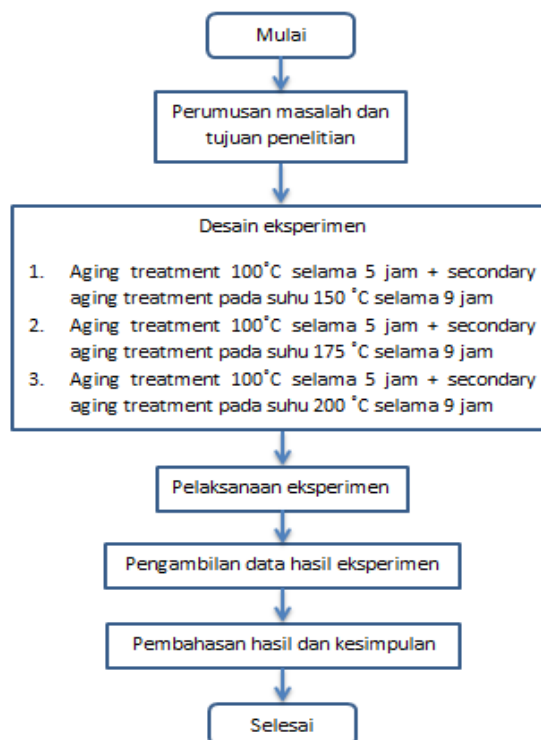 Mulai
Perumusan masalah dan
tujuan penelitian
Desain eksperimen
1. Aging treatment 100˚C selama 5 jam + secondary
aging treatment pada suhu 150 ˚C selama 9 jam
2. Aging treatment 100˚C selama 5 jam + secondary
aging treatment pada suhu 175 ˚C selama 9 jam
3. Aging treatment 100˚C selama 5 jam + secondary
aging treatment pada suhu 200 ˚C selama 9 jam
Pelaksanaan eksperimen
Pengambilan data hasil eksperimen
Pembahasan hasil dan kesimpulan
Selesai